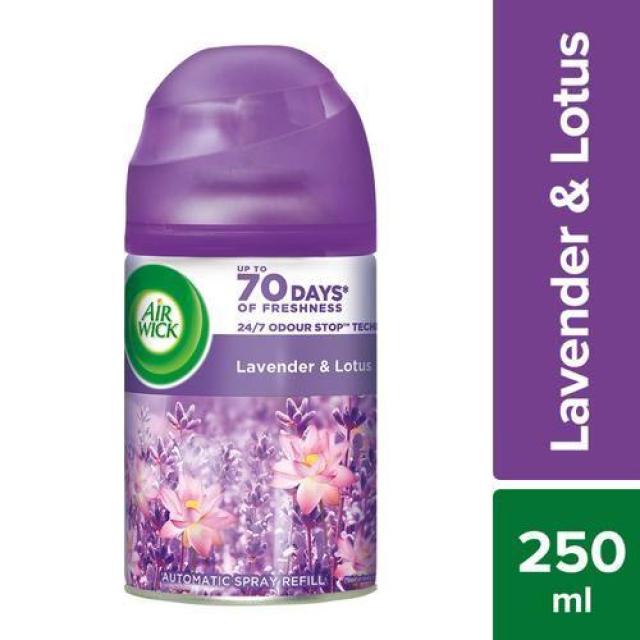 AIR
WICK
UP TO
70 DAYS*
OF FRESHNESS
24/7 ODOUR STOP™
Lavender & Lotus
AUTOMATIC SPRAY REFILL
Lavender & Lotus
250
ml